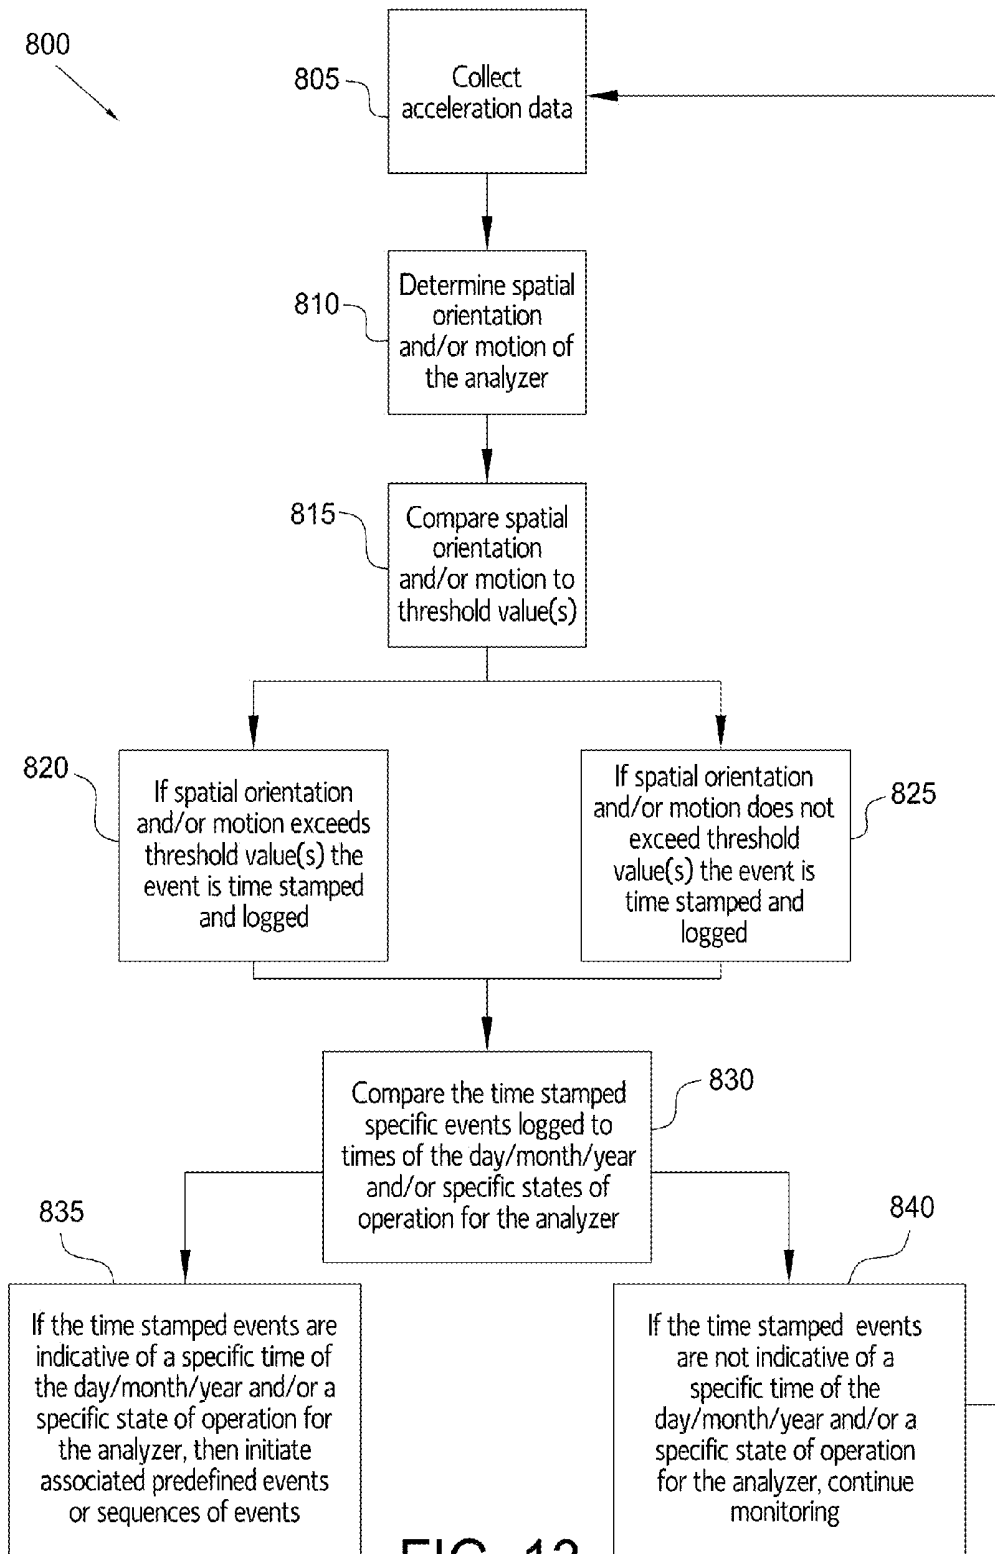 800
805
Collect
acceleration data
810
Determine spatial
orientation
and/or motion of
the analyzer
815
Compare spatial
orientation
and/or motion to
threshold value(s)
820
If spatial orientation
and/or motion exceeds
threshold value(s) the
event is time stamped
and logged
If spatial orientation
and/or motion does not
exceed threshold
value(s) the event is
time stamped and
logged
825
Compare the time stamped
specific events logged to
times of the day/month/year
and/or specific states of
operation for the analyzer
830
835
If the time stamped events are
indicative of a specific time of
the day/month/year and/or a
specific state of operation for
the analyzer, then initiate
associated predefined events
or sequences of events
840
If the time stamped events
are not indicative of a
specific time of the
day/month/year and/or a
specific state of operation
for the analyzer, continue
monitoring